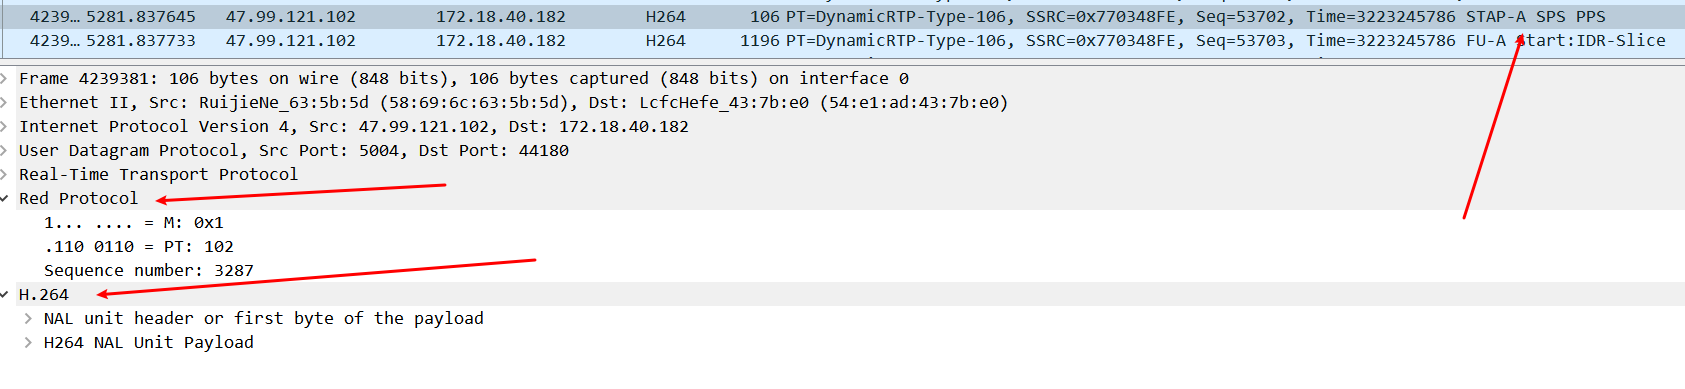 4239… 5281.837645 47.99.121.102 172.18.40.182 H264 106 PT=DynamicRTP-Type-106, SSRC=0x770348FE, Seq=53702, Time=3223245786 STAP-A SPS PPS
4239… 5281.837733 47.99.121.102 172.18.40.182 H264 1196 PT=DynamicRTP-Type-106, SSRC=0x770348FE, Seq=53703, Time=3223245786 FU-A Start:IDR-Slice
Frame 4239381: 106 bytes on wire (848 bits), 106 bytes captured (848 bits) on interface 0
Ethernet II, Src: RuijieNe_63:5b:5d (58:69:6c:63:5b:5d), Dst: LcfcHefe_43:7b:e0 (54:e1:ad:43:7b:e0)
Internet Protocol Version 4, Src: 47.99.121.102, Dst: 172.18.40.182
User Datagram Protocol, Src Port: 5004, Dst Port: 44180
Real-Time Transport Protocol
Red Protocol
1... .... = M: 0x1
.110 0110 = PT: 102
Sequence number: 3287
H.264
NAL unit header or first byte of the payload
H264 NAL Unit Payload